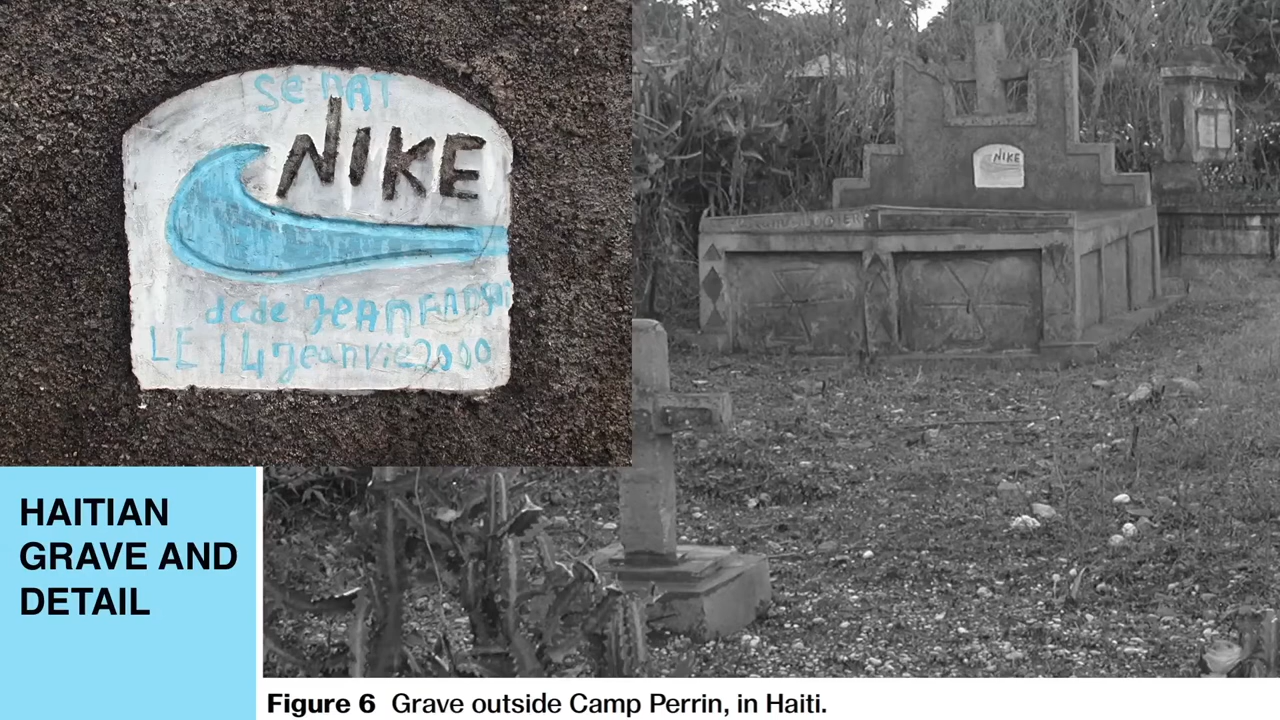 Se NAT
NIKE
dcde JeAn
LE 14 Jeanvie 2000
NIKE
HAITIAN
GRAVE AND
DETAIL
Figure 6 Grave outside Camp Perrin, in Haiti.